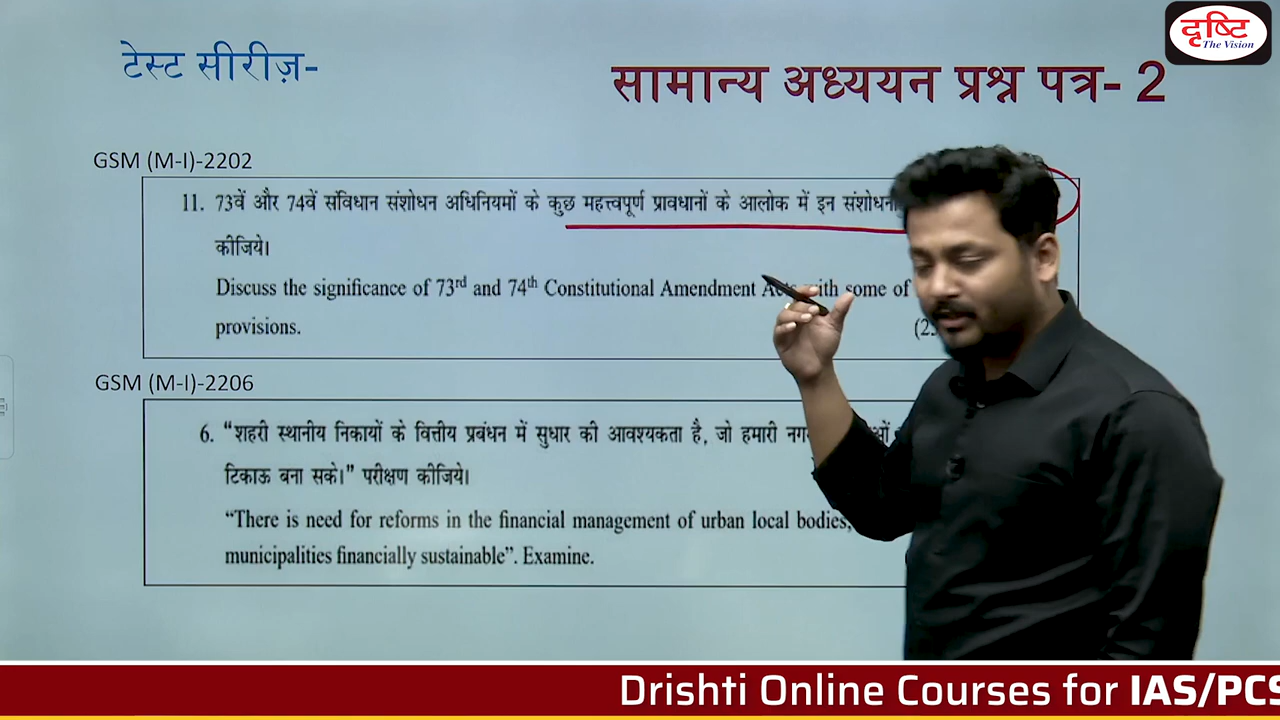 दृष्टि
The Vision
टेस्ट सीरीज़-
सामान्य अध्ययन प्रश्न पत्र- 2
GSM (M-I)-2202
11. 73वें और 74वें संविधान संशोधन अधिनियमों के कुछ महत्त्वपूर्ण प्रावधानों के आलोक में इन
कीजिये।
Discuss the significance of 73rd and 74th Constitutional Amendment Acts with some of
provisions.
GSM (M-I)-2206
6. “शहरी स्थानीय निकायों के वित्तीय प्रबंधन में सुधार की आवश्यकता है, जो हमारी
टिकाऊ बना सके।” परीक्षण कीजिये।
“There is need for reforms in the financial management of urban local bodies,
municipalities financially sustainable”. Examine.
Drishti Online Courses for IAS/PCS